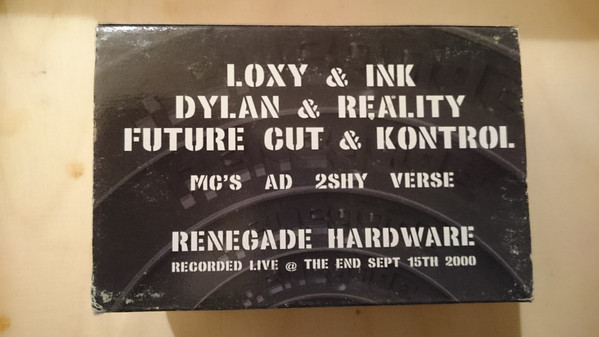 LOXY & INK
DYLAN & REALITY
FUTURE CUT & KONTROL
MC'S AD 2SHY VERSE
RENEGADE HARDWARE
RECORDED LIVE @ THE END SEPT 15TH 2000